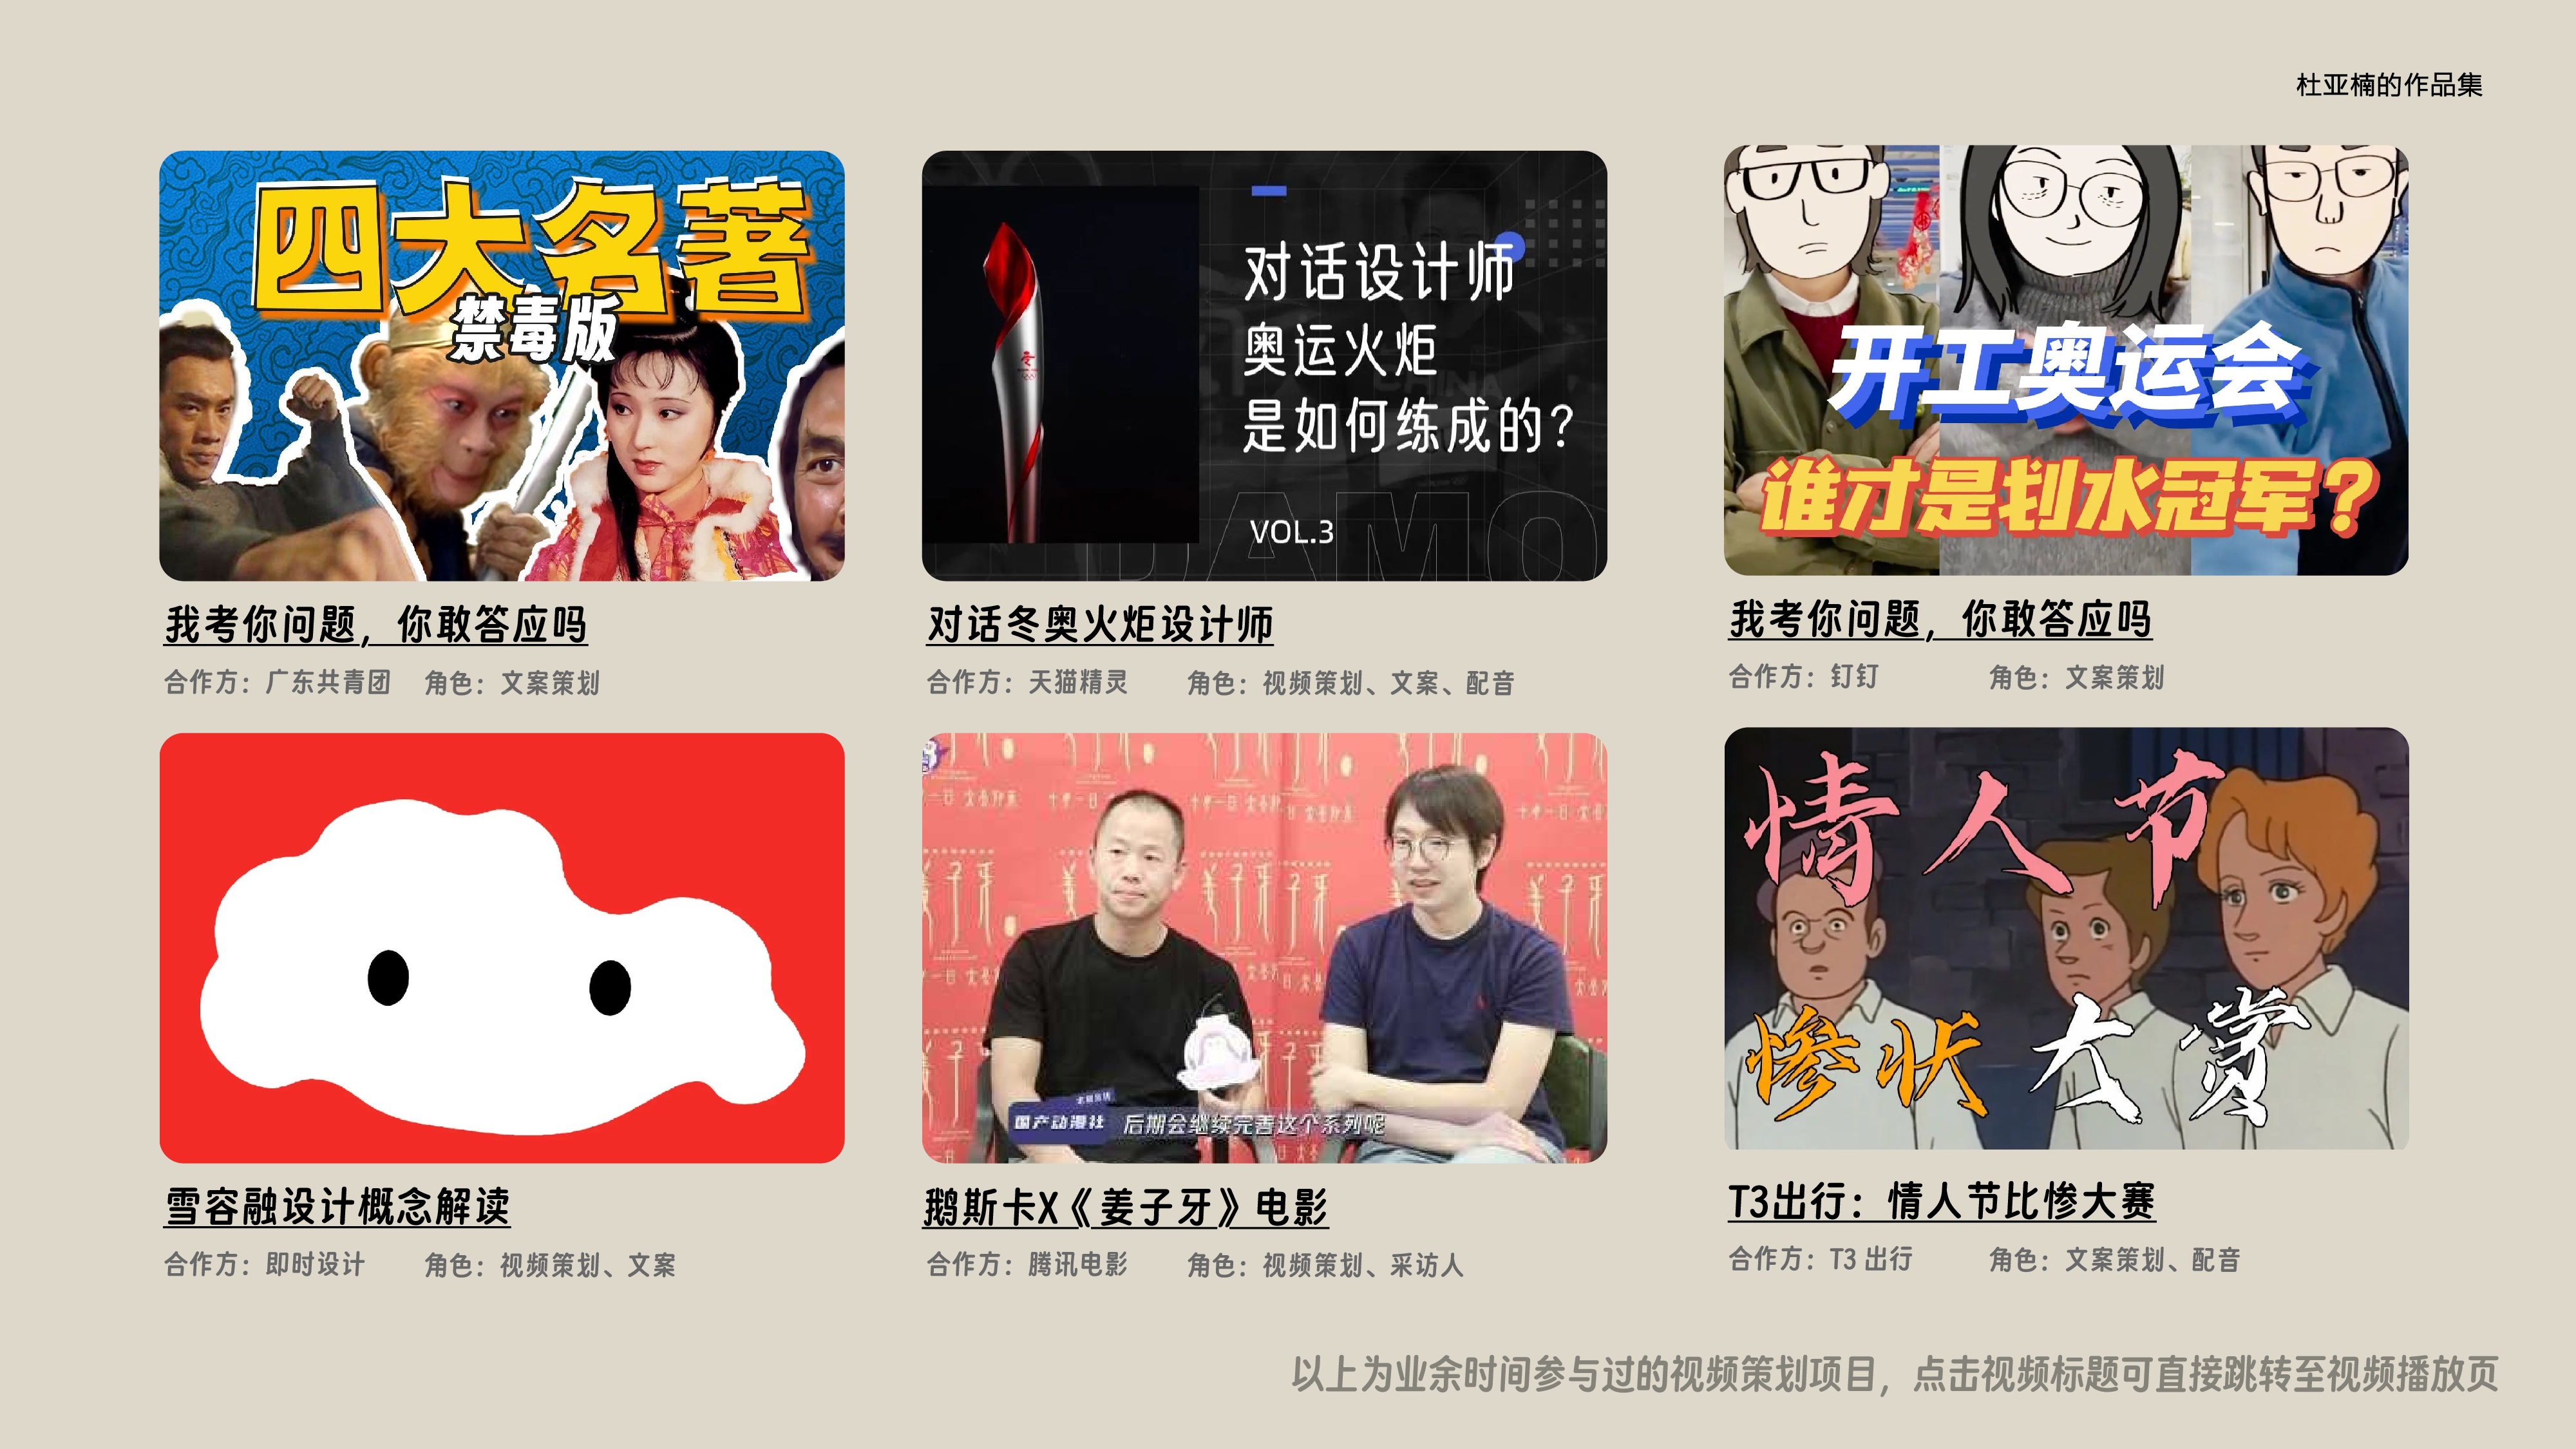 杜亚楠的作品集
四大名著
禁毒版
我考你问题，你敢答应吗
合作方：广东共青团 角色：文案策划
对话设计师
奥运火炬
是如何练成的？
VOL.3
对话冬奥火炬设计师
合作方：天猫精灵 角色：视频策划、文案、配音
开工奥运会
谁才是划水冠军？
我考你问题，你敢答应吗
合作方：钉钉 角色：文案策划
雪容融设计概念解读
合作方：即时设计 角色：视频策划、文案
姜子牙
国产动漫社 后期会继续完善这个系列呢
鹅斯卡X《姜子牙》电影
合作方：腾讯电影 角色：视频策划、采访人
情人节
惨状大赏
T3出行：情人节比惨大赛
合作方：T3 出行 角色：文案策划、配音
以上为业余时间参与过的视频策划项目，点击视频标题可直接跳转至视频播放页